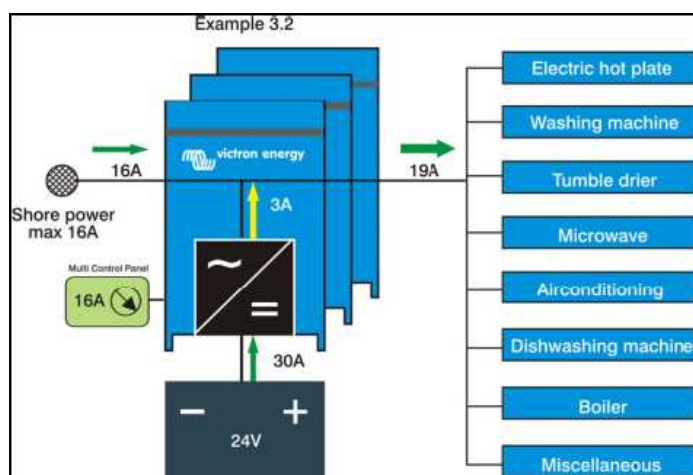 Example 3.2
victron energy
16A
19A
3A
Shore power
max 16A
Multi Control Panel
16A
30A
24V
Electric hot plate
Washing machine
Tumble drier
Microwave
Airconditioning
Dishwashing machine
Boiler
Miscellaneous